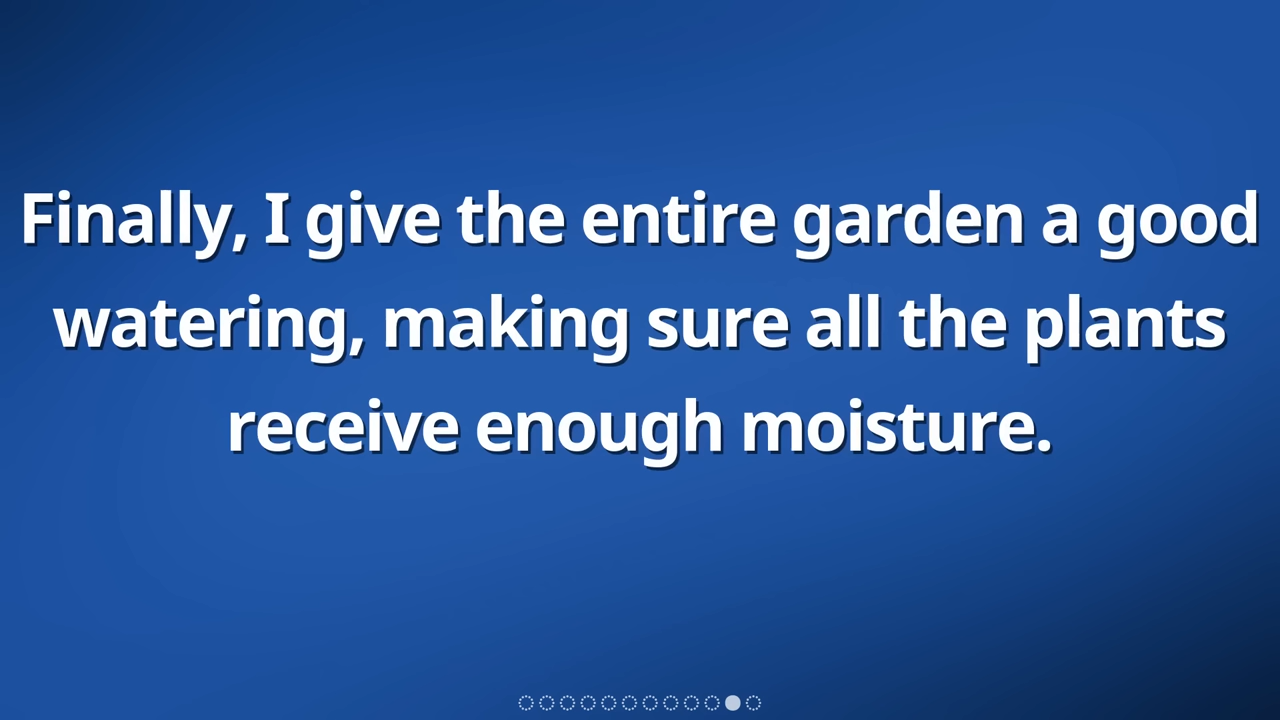 Finally, I give the entire garden a good
watering, making sure all the plants
receive enough moisture.